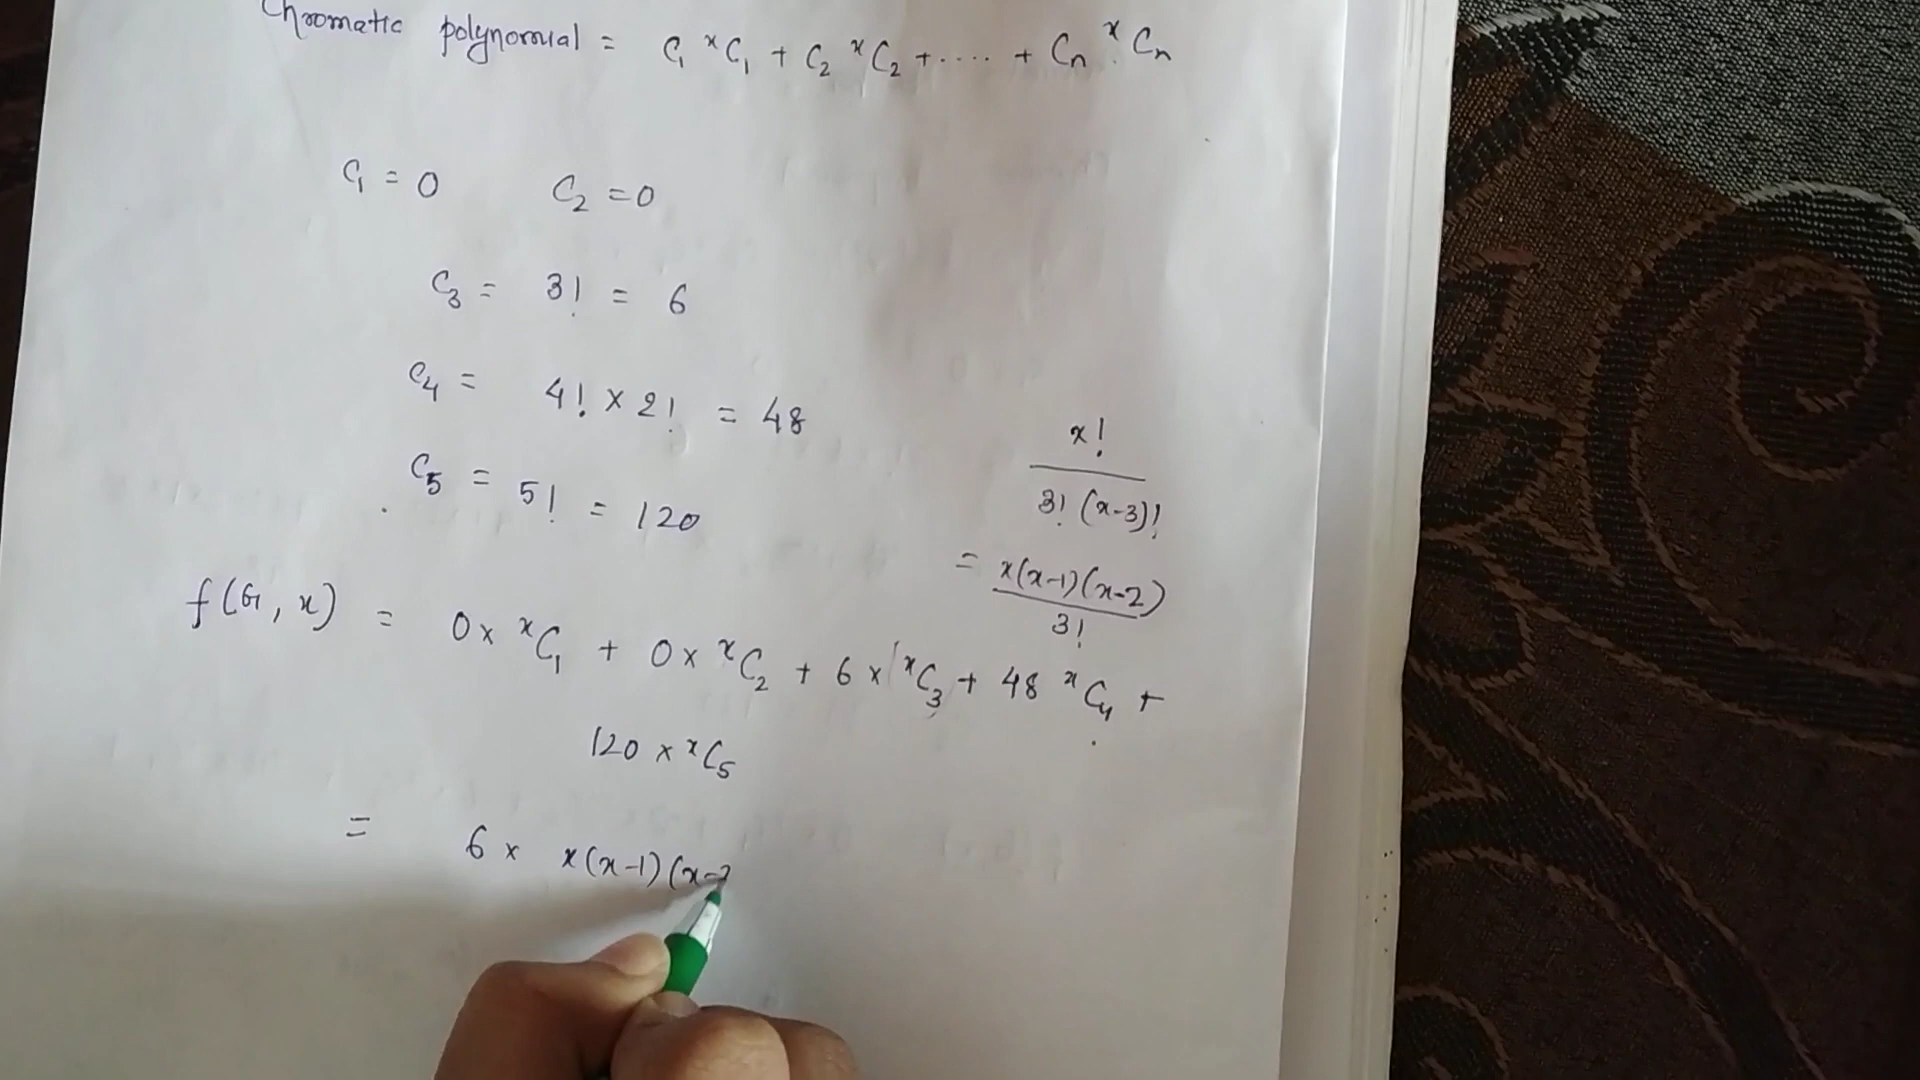 Chromatic polynomial = C₁ ˣC₁ + C₂ ˣC₂ + .... + Cₙ ˣCₙ
C₁ = 0 C₂ = 0
C₃ = 3! = 6
C₄ = 4! × 2! = 48
C₅ = 5! = 120
x!
3! (x-3)!
= x(x-1)(x-2)
3!
f(G, x) = 0 × ˣC₁ + 0 × ˣC₂ + 6 × ˣC₃ + 48 ˣC₄ +
120 × ˣC₅
= 6 × x(x-1)(x-2